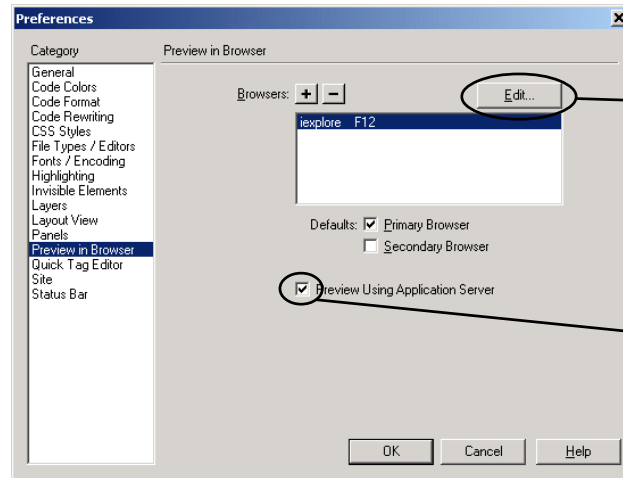 Preferences
Category
Preview in Browser
General
Code Colors
Code Format
Code Rewriting
CSS Styles
File Types / Editors
Fonts / Encoding
Highlighting
Invisible Elements
Layers
Layout View
Panels
Preview in Browser
Quick Tag Editor
Site
Status Bar
Browsers: + − Edit...
iexplore F12
Defaults: Primary Browser
Secondary Browser
Preview Using Application Server
OK Cancel Help